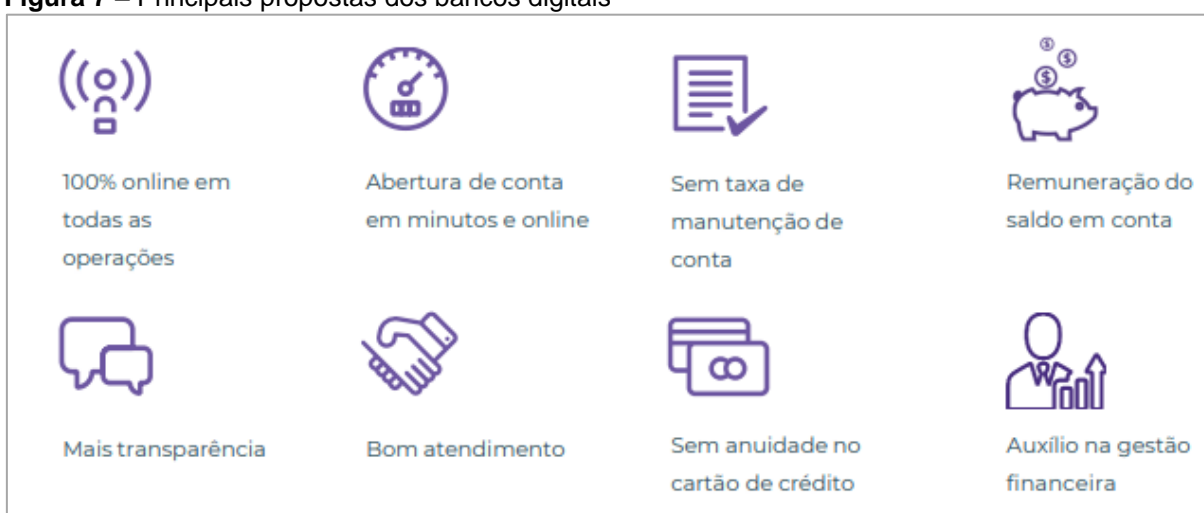 Figura 7 – Principais propostas dos bancos digitais
100% online em
todas as
operações
Abertura de conta
em minutos e online
Sem taxa de
manutenção de
conta
Remuneração do
saldo em conta
Mais transparência
Bom atendimento
Sem anuidade no
cartão de crédito
Auxílio na gestão
financeira